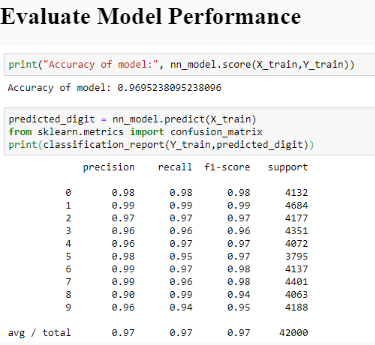 Evaluate Model Performance
print("Accuracy of model:", nn_model.score(X_train,Y_train))
Accuracy of model: 0.9695238095238096
predicted_digit = nn_model.predict(X_train)
from sklearn.metrics import confusion_matrix
print(classification_report(Y_train,predicted_digit))
precision recall f1-score support
0 0.98 0.98 0.98 4132
1 0.99 0.99 0.99 4684
2 0.97 0.97 0.97 4177
3 0.96 0.96 0.96 4351
4 0.96 0.97 0.97 4072
5 0.98 0.95 0.97 3795
6 0.99 0.97 0.98 4137
7 0.99 0.96 0.98 4401
8 0.90 0.99 0.94 4063
9 0.96 0.94 0.95 4188
avg / total 0.97 0.97 0.97 42000